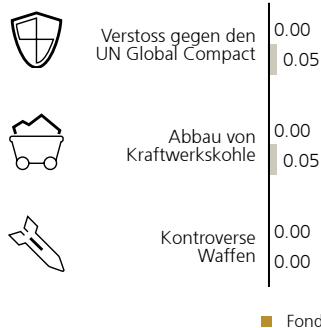 Verstoss gegen den
UN Global Compact
0.00
0.05
Abbau von
Kraftwerkskohle
0.00
0.05
Kontroverse
Waffen
0.00
0.00
Fond